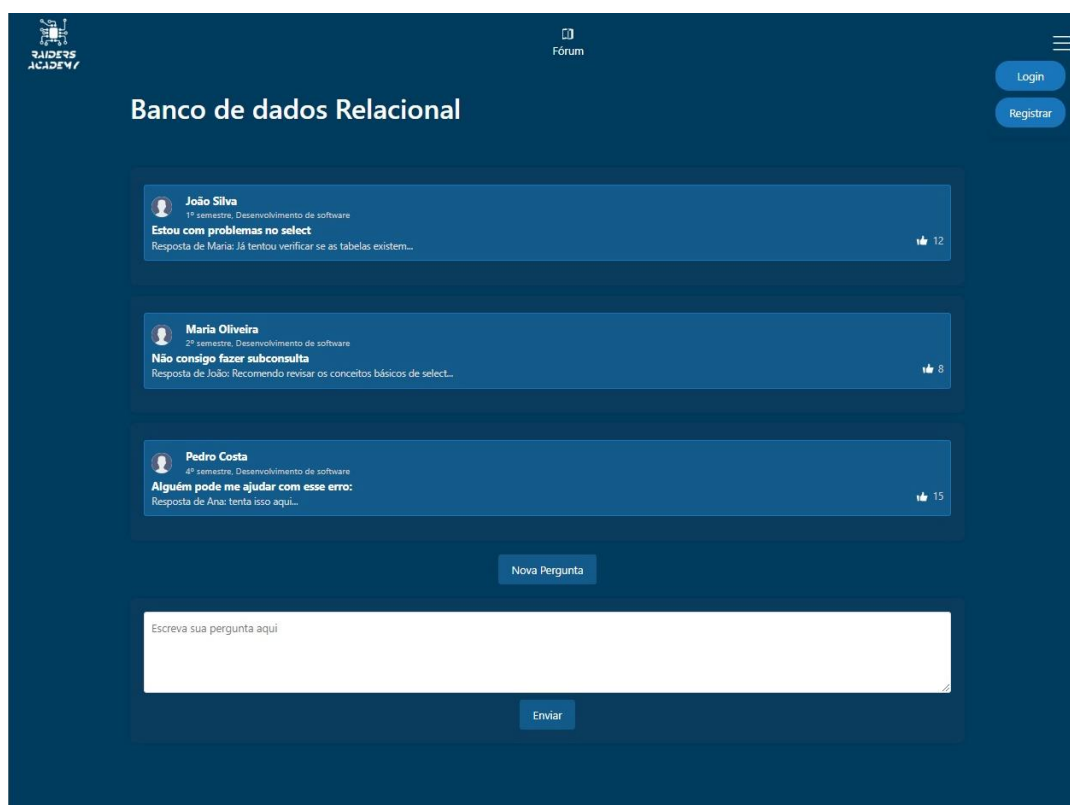 RAIDERS
ACADEMY
Fórum
Login
Registrar
Banco de dados Relacional
João Silva
1º semestre, Desenvolvimento de software
Estou com problemas no select
Resposta de Maria: Já tentou verificar se as tabelas existem...
12
Maria Oliveira
2º semestre, Desenvolvimento de software
Não consigo fazer subconsulta
Resposta de João: Recomendo revisar os conceitos básicos de select...
8
Pedro Costa
4º semestre, Desenvolvimento de software
Alguém pode me ajudar com esse erro:
Resposta de Ana: tenta isso aqui...
15
Nova Pergunta
Escreva sua pergunta aqui
Enviar